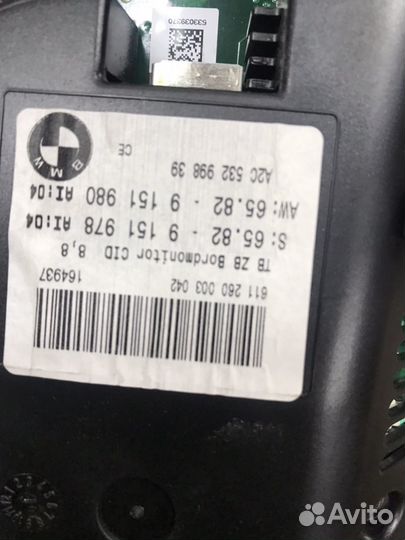 611 260 003 042 164937
TB ZB Bordmonitor CID 8,8
S: 65.82 - 9 151 978 AI:04
AW: 65.82 - 9 151 980 AI:04
A2C 532 998 39 CE
BMW
Avito